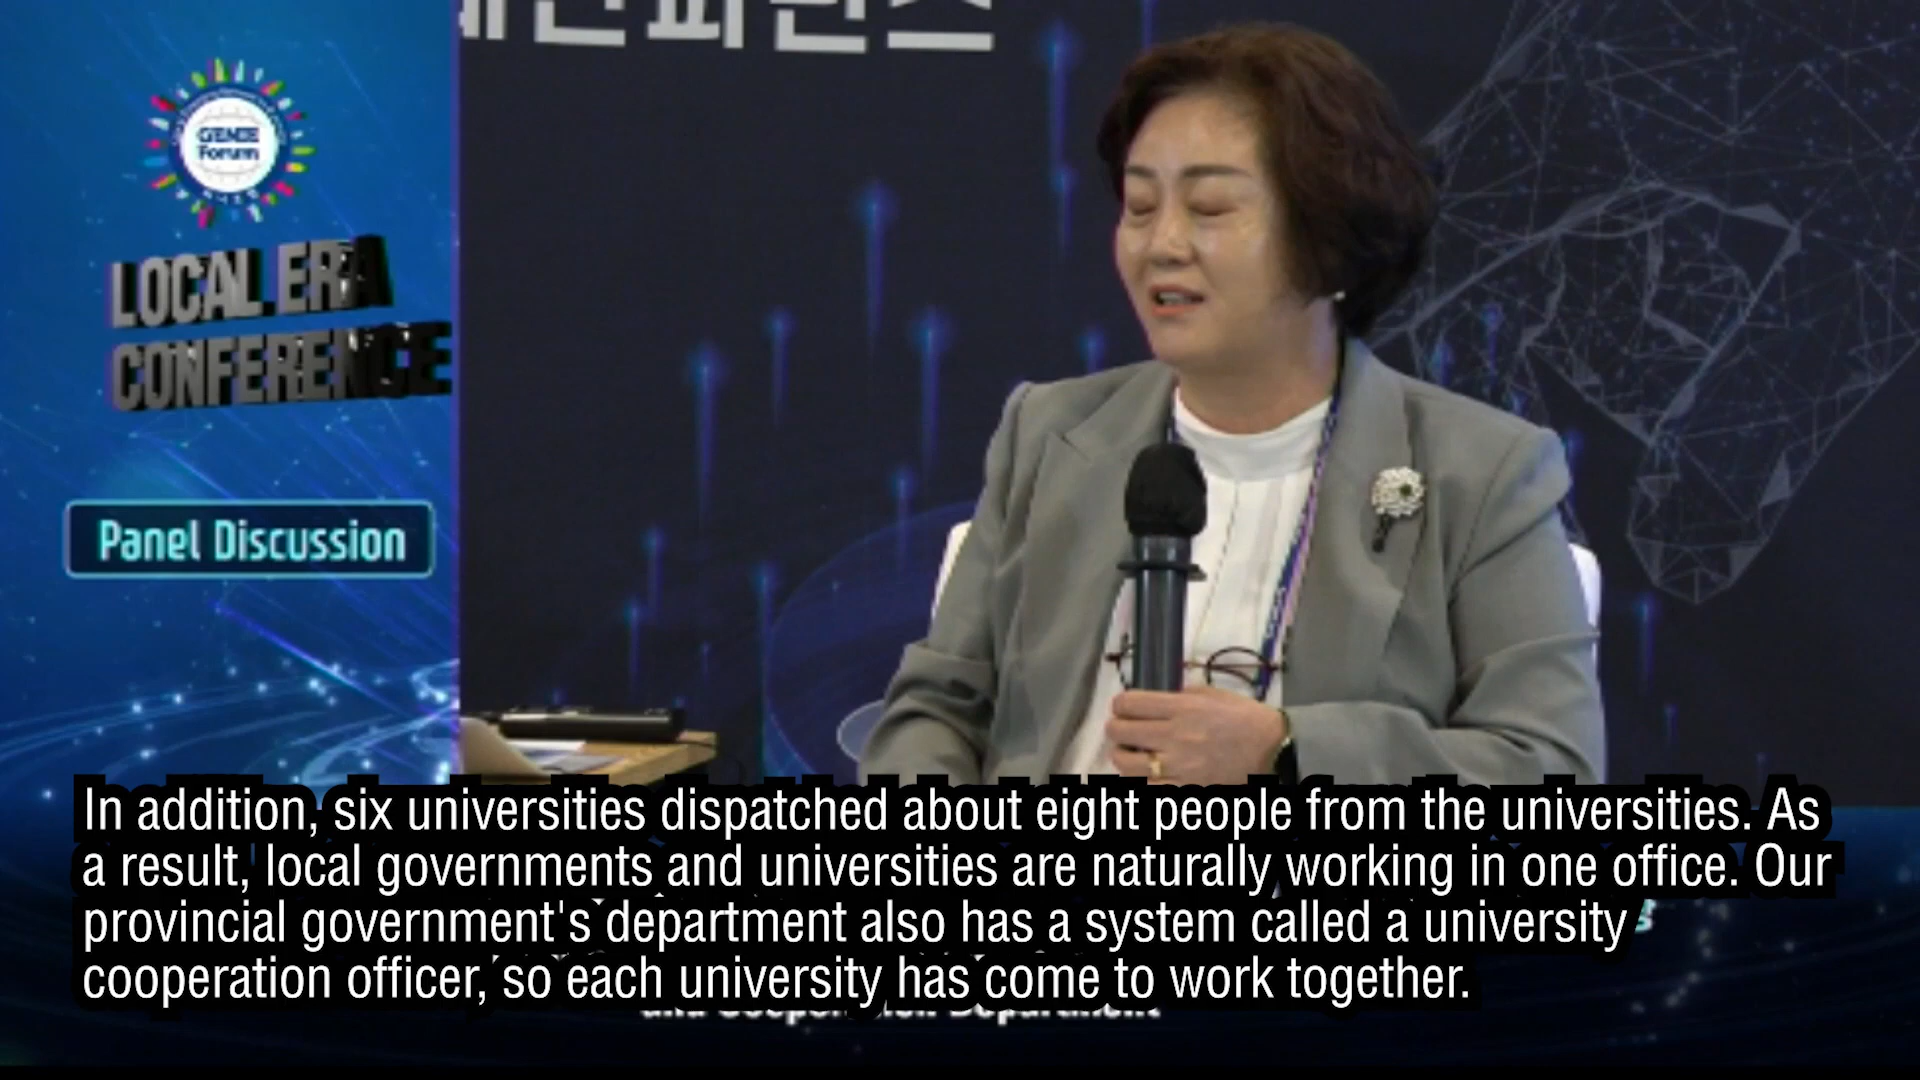 GENIE
Forum
LOCAL ERA
CONFERENCE
Panel Discussion
In addition, six universities dispatched about eight people from the universities. As
a result, local governments and universities are naturally working in one office. Our
provincial government's department also has a system called a university
cooperation officer, so each university has come to work together.